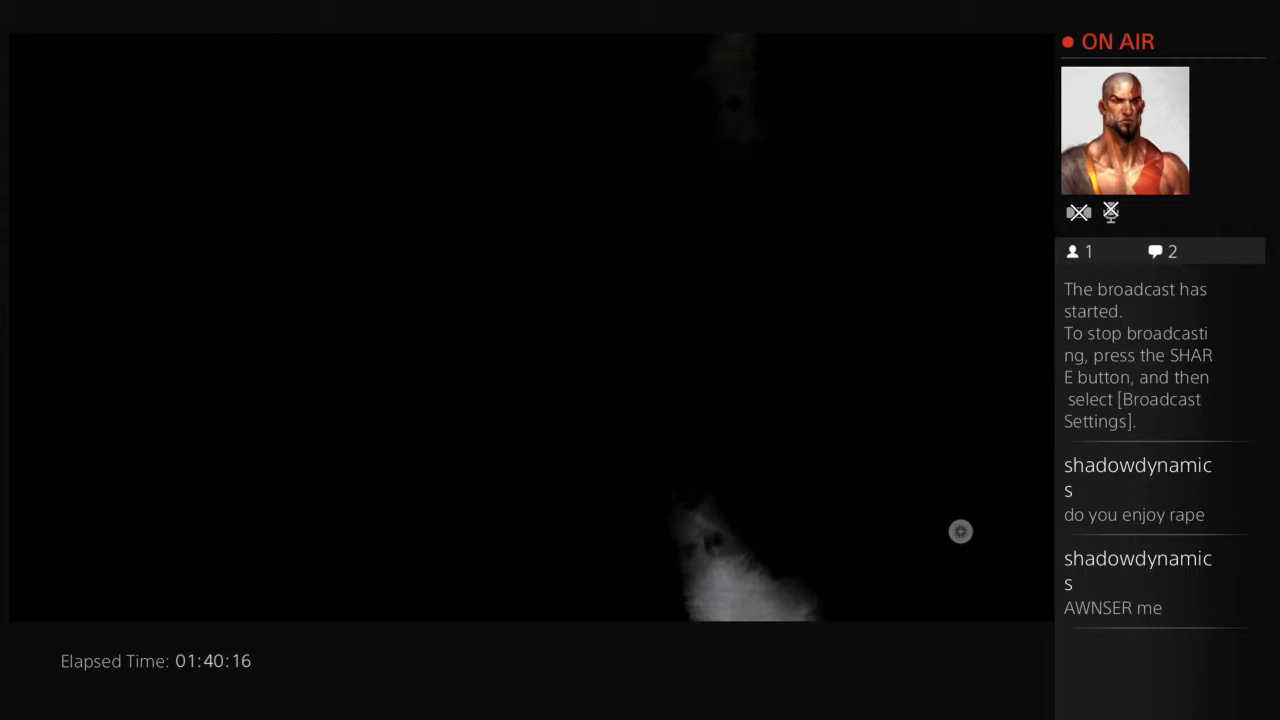 ON AIR
1
2
The broadcast has
started.
To stop broadcasti
ng, press the SHAR
E button, and then
select [Broadcast
Settings].
shadowdynamic
s
do you enjoy rape
shadowdynamic
s
AWNSER me
Elapsed Time: 01:40:16